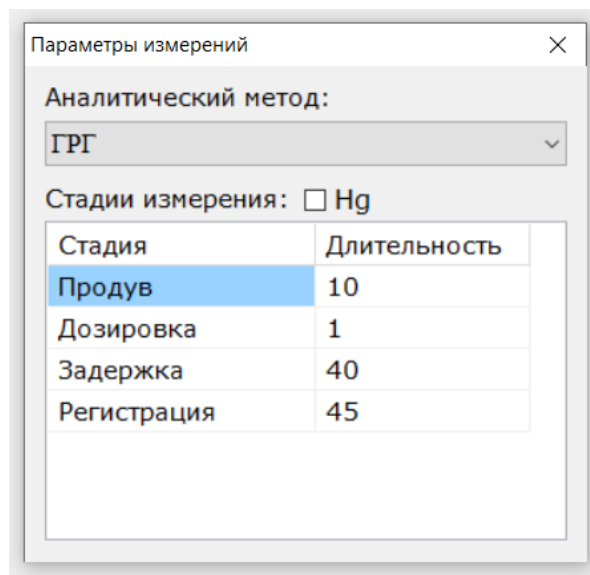 Параметры измерений
Аналитический метод:
ГРГ
Стадии измерения: Hg
Стадия Длительность
Продув 10
Дозировка 1
Задержка 40
Регистрация 45